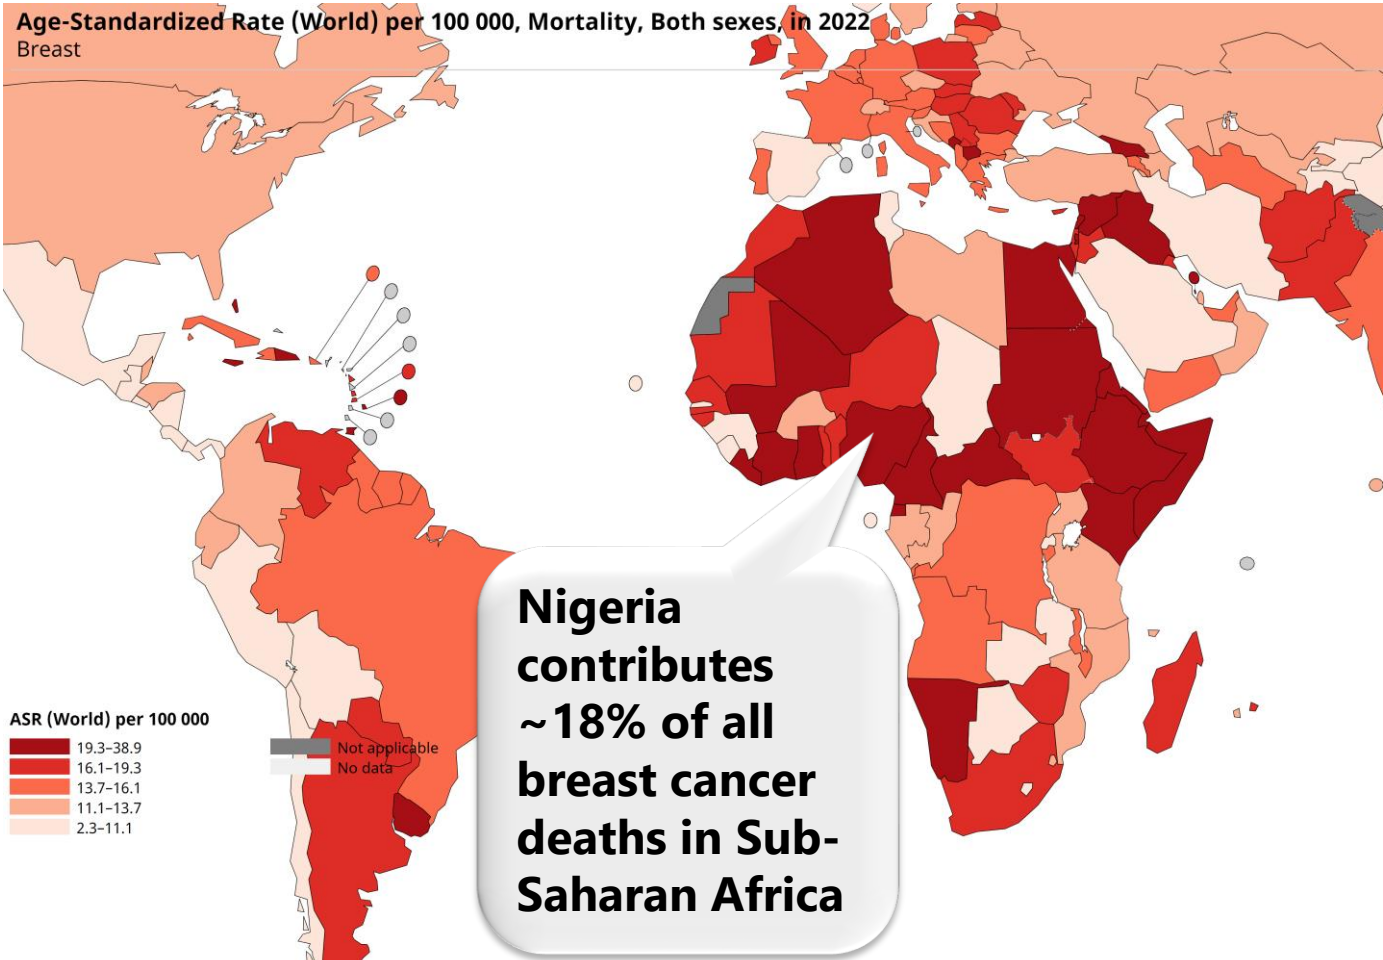 Age-Standardized Rate (World) per 100 000, Mortality, Both sexes, in 2022
Breast
Nigeria
contributes
~18% of all
breast cancer
deaths in Sub-
Saharan Africa
ASR (World) per 100 000
19.3–38.9
16.1–19.3
13.7–16.1
11.1–13.7
2.3–11.1
Not applicable
No data